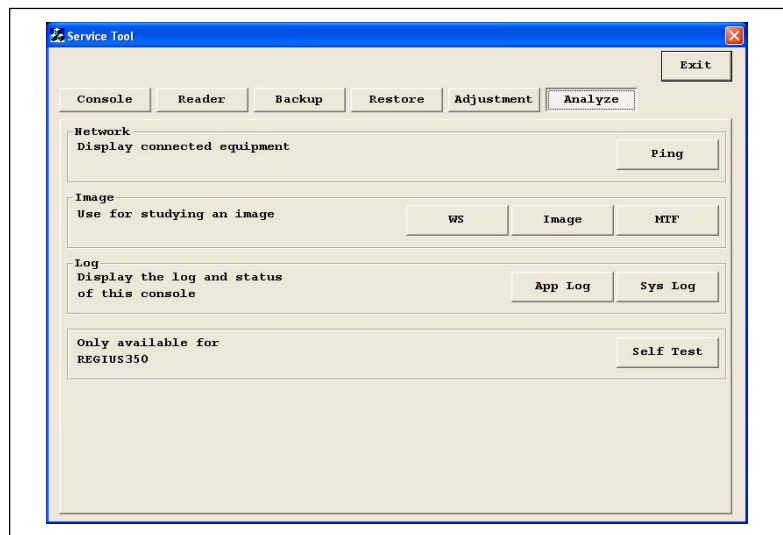 Service Tool
Exit
Console Reader Backup Restore Adjustment Analyze
Network
Display connected equipment
Ping
Image
Use for studying an image
WS Image MTF
Log
Display the log and status
of this console
App Log Sys Log
Only available for
REGIUS350
Self Test